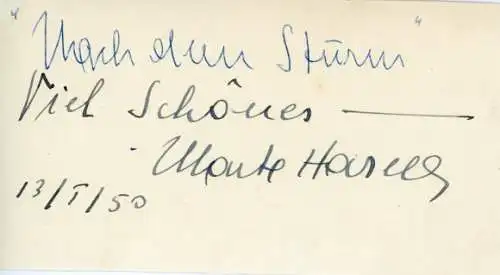 "Nach dem Sturm"
Viel Schönes —
Marte Harell
13/I/50